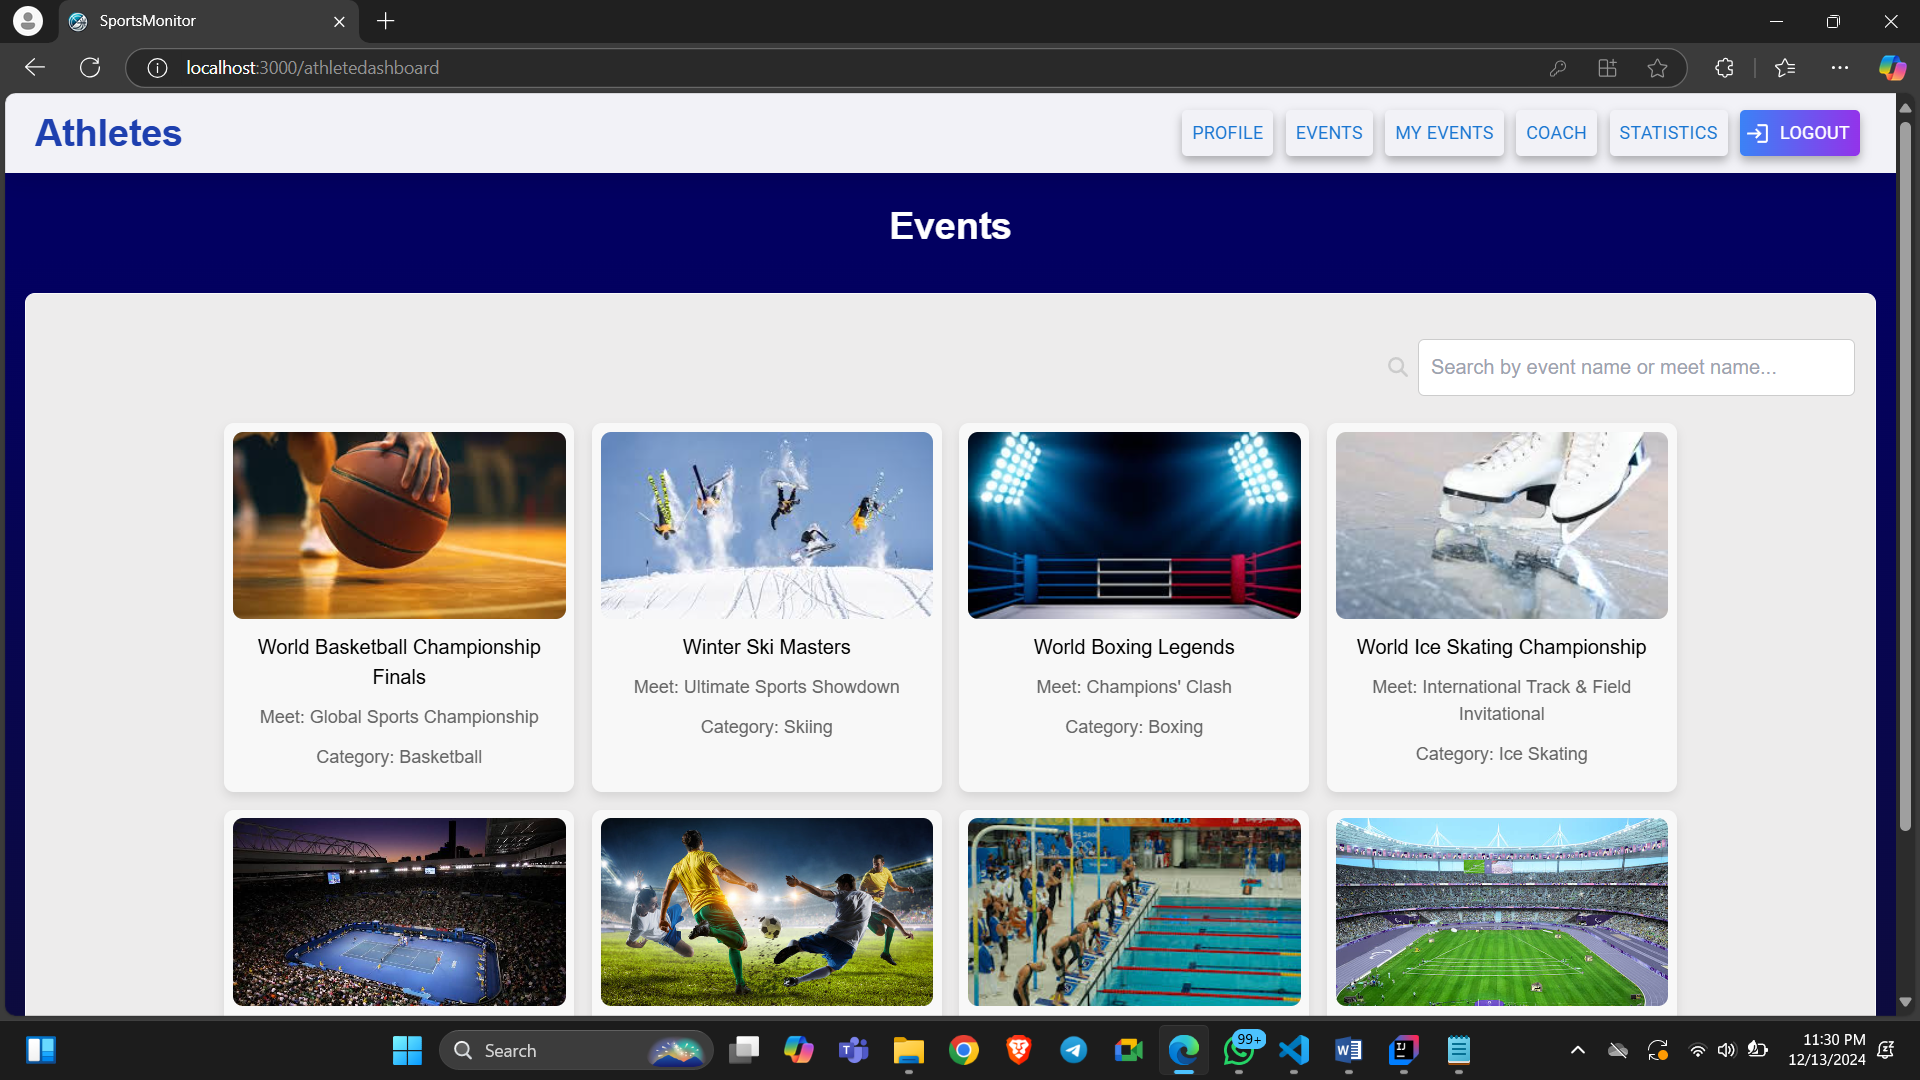 SportsMonitor
localhost:3000/athletedashboard
Athletes
PROFILE
EVENTS
MY EVENTS
COACH
STATISTICS
LOGOUT
Events
Search by event name or meet name...
World Basketball Championship
Finals
Meet: Global Sports Championship
Category: Basketball
Winter Ski Masters
Meet: Ultimate Sports Showdown
Category: Skiing
World Boxing Legends
Meet: Champions' Clash
Category: Boxing
World Ice Skating Championship
Meet: International Track & Field
Invitational
Category: Ice Skating
Search
99+
11:30 PM
12/13/2024